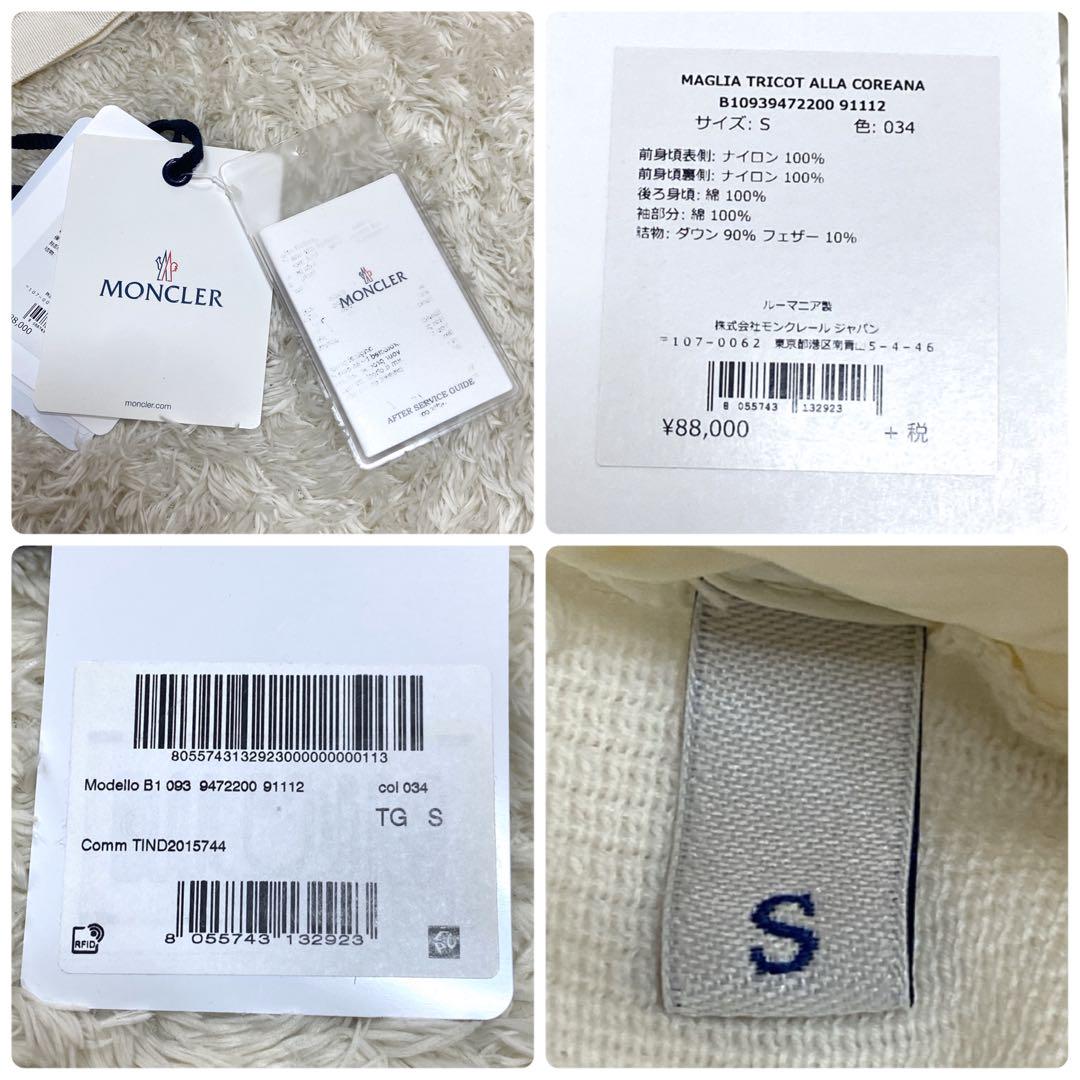 MONCLER
moncler.com
88,000
MONCLER
AFTER SERVICE GUIDE
MAGLIA TRICOT ALLA COREANA
B10939472200 91112
サイズ: S 色: 034
前身頃表側: ナイロン 100%
前身頃裏側: ナイロン 100%
後ろ身頃: 綿 100%
袖部分: 綿 100%
詰物: ダウン 90% フェザー 10%
ルーマニア製
株式会社モンクレール ジャパン
〒107-0062 東京都港区南青山5-4-46
8 055743 132923
¥88,000 + 税
8055743132923000000000113
Modello B1 093 9472200 91112 col 034
TG S
Comm TIND2015744
RFID
8 055743 132923
S